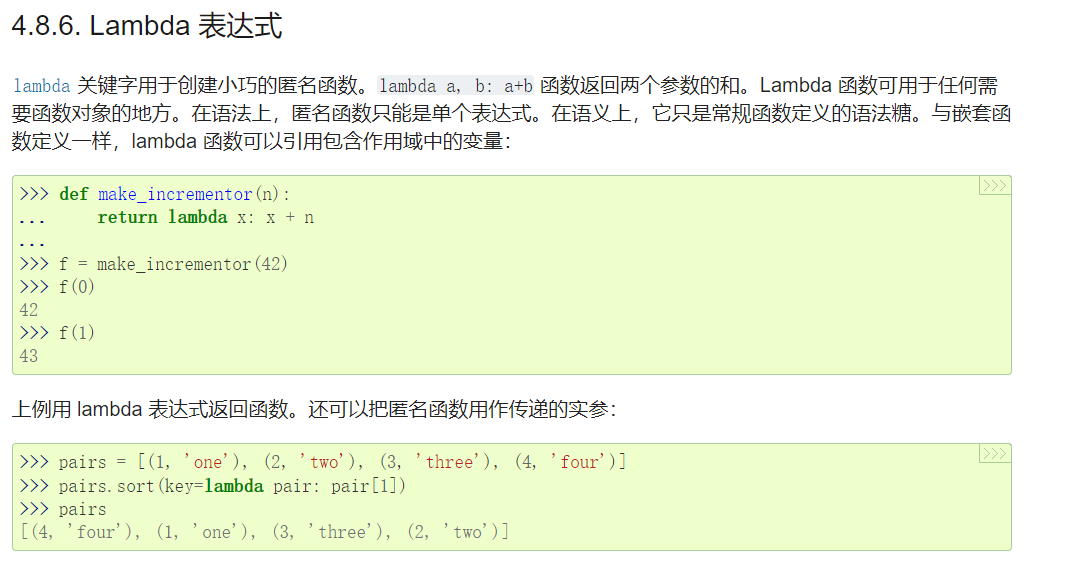 4.8.6. Lambda 表达式
lambda 关键字用于创建小巧的匿名函数。lambda a, b: a+b 函数返回两个参数的和。Lambda 函数可用于任何需
要函数对象的地方。在语法上，匿名函数只能是单个表达式。在语义上，它只是常规函数定义的语法糖。与嵌套函
数定义一样，lambda 函数可以引用包含作用域中的变量：
>>>
>>> def make_incrementor(n):
...     return lambda x: x + n
...
>>> f = make_incrementor(42)
>>> f(0)
42
>>> f(1)
43
上例用 lambda 表达式返回函数。还可以把匿名函数用作传递的实参：
>>>
>>> pairs = [(1, 'one'), (2, 'two'), (3, 'three'), (4, 'four')]
>>> pairs.sort(key=lambda pair: pair[1])
>>> pairs
[(4, 'four'), (1, 'one'), (3, 'three'), (2, 'two')]